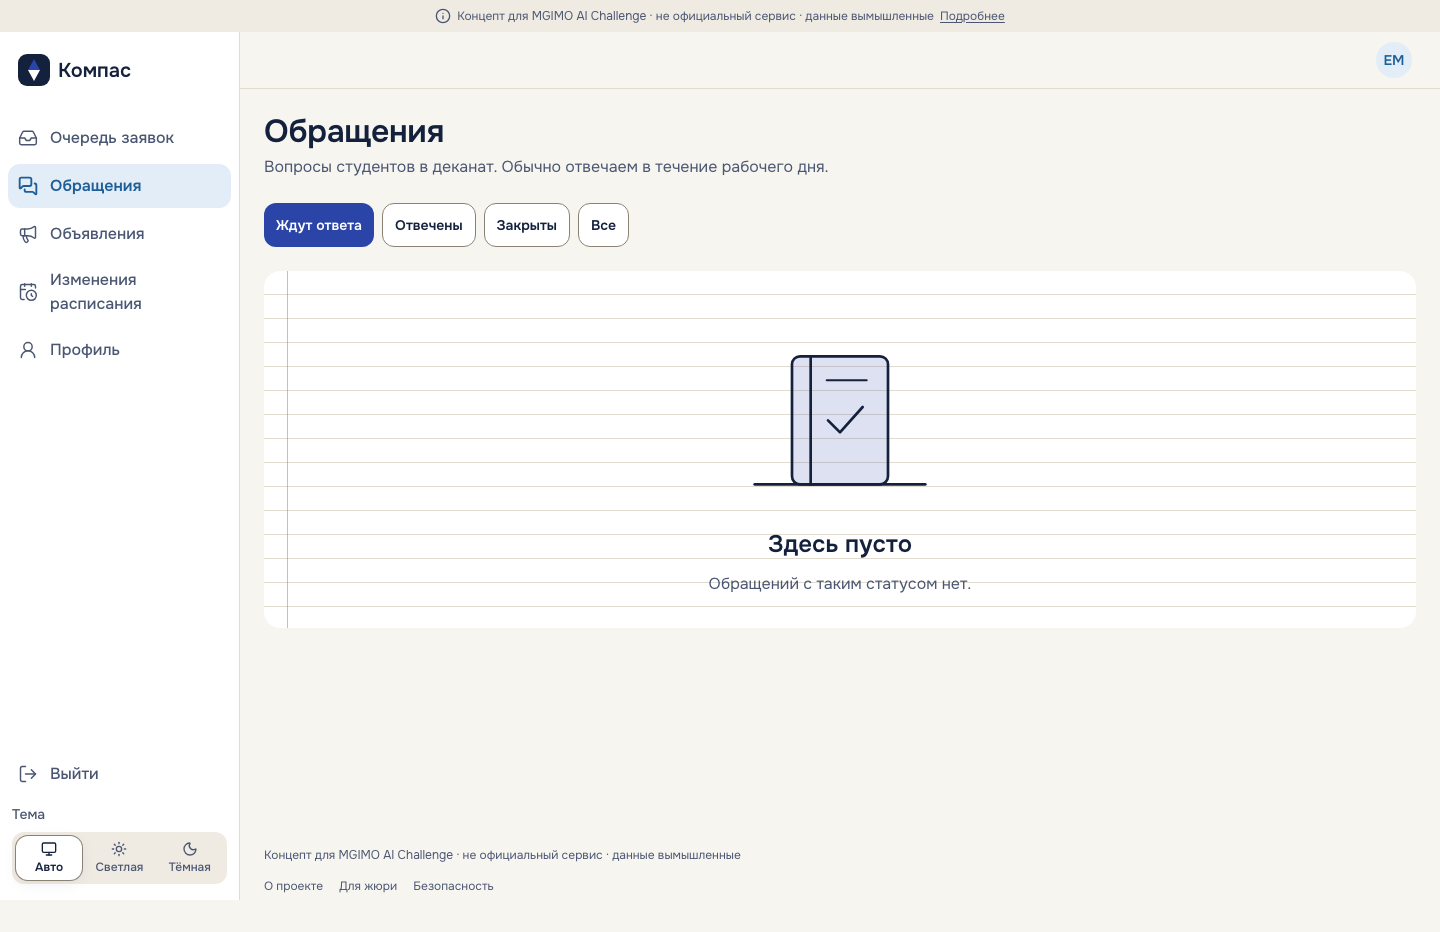 Концепт для MGIMO AI Challenge · не официальный сервис · данные вымышленные Подробнее
Компас
ЕМ
Очередь заявок
Обращения
Объявления
Изменения
расписания
Профиль
Обращения
Вопросы студентов в деканат. Обычно отвечаем в течение рабочего дня.
Ждут ответа
Отвечены
Закрыты
Все
Здесь пусто
Обращений с таким статусом нет.
Выйти
Тема
Авто
Светлая
Тёмная
Концепт для MGIMO AI Challenge · не официальный сервис · данные вымышленные
О проекте
Для жюри
Безопасность